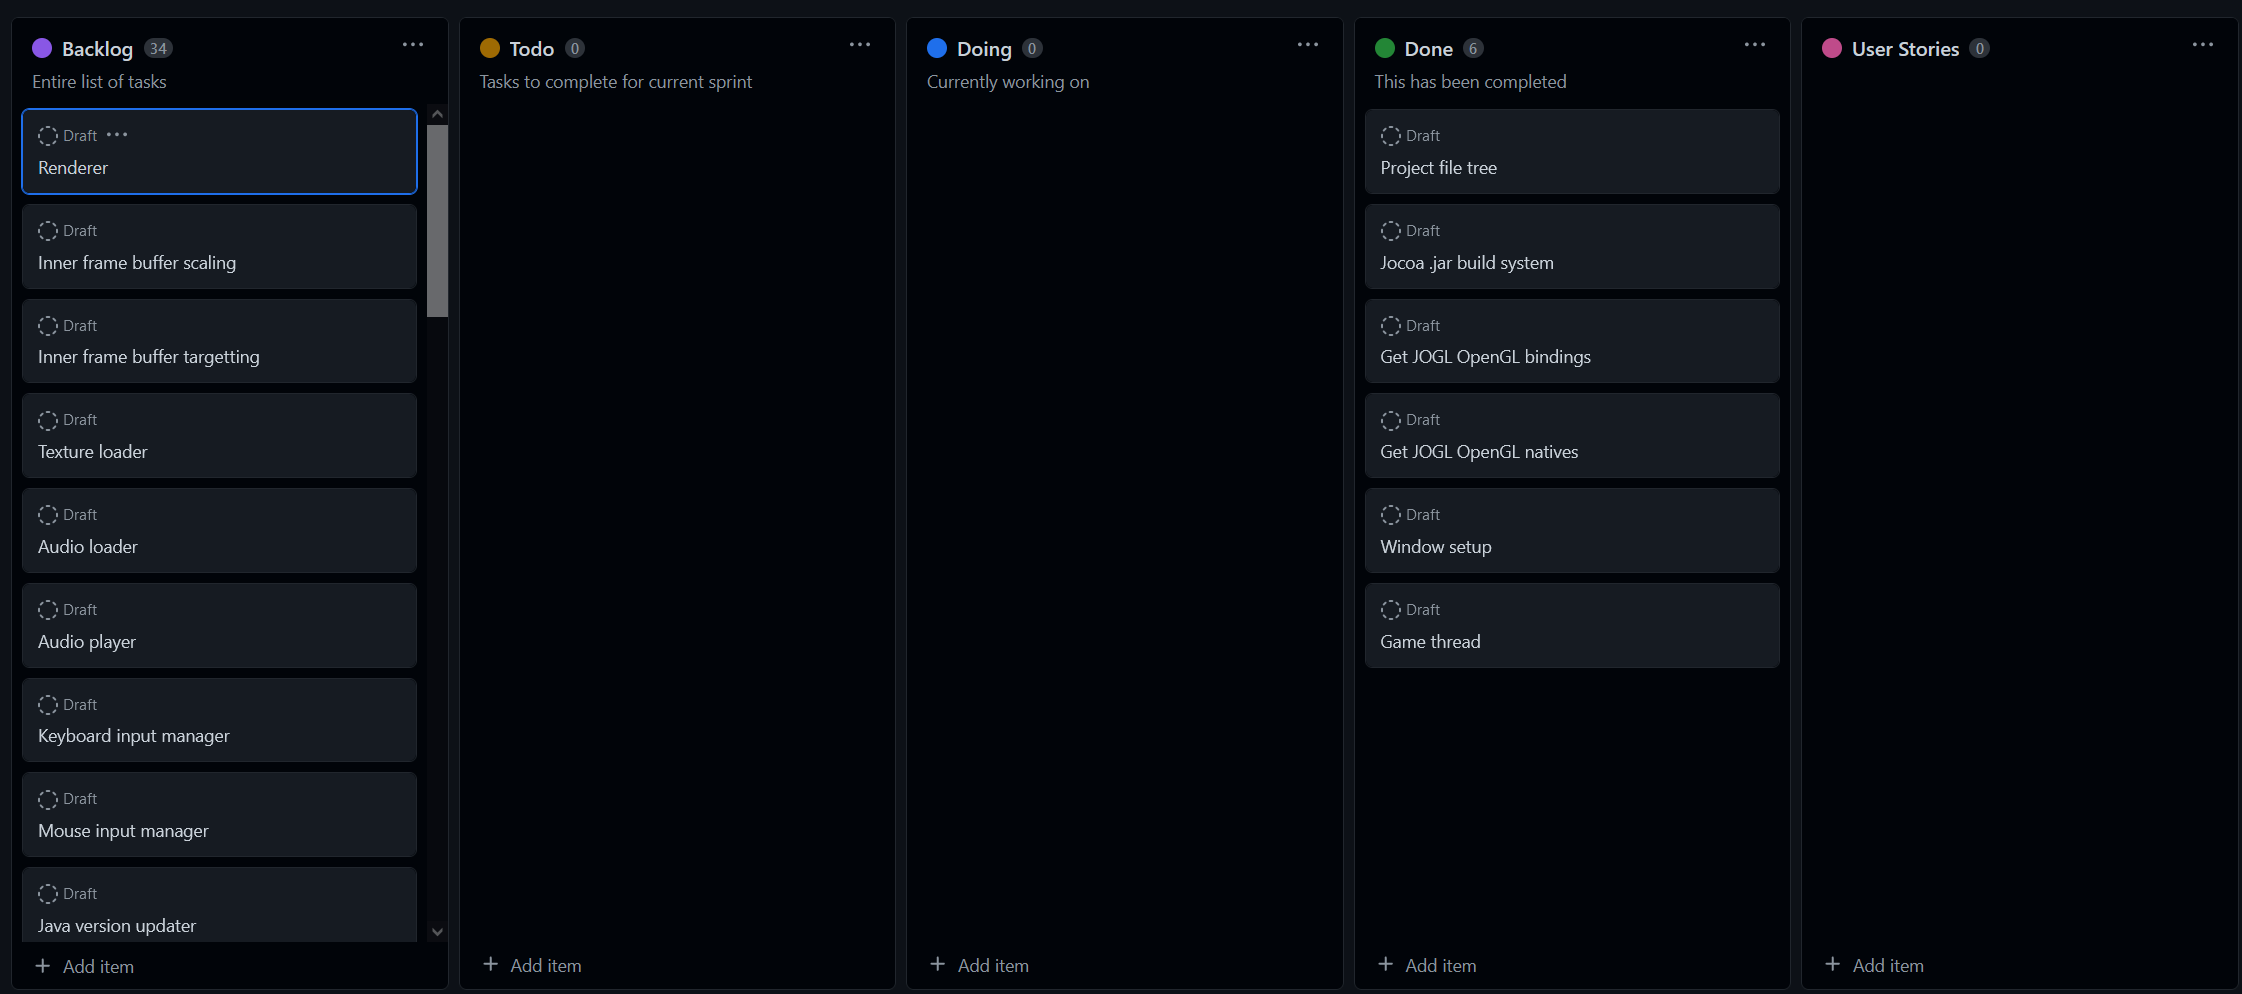 Backlog 34
Entire list of tasks
Draft
Renderer
Draft
Inner frame buffer scaling
Draft
Inner frame buffer targetting
Draft
Texture loader
Draft
Audio loader
Draft
Audio player
Draft
Keyboard input manager
Draft
Mouse input manager
Draft
Java version updater
Add item
Todo 0
Tasks to complete for current sprint
Add item
Doing 0
Currently working on
Add item
Done 6
This has been completed
Draft
Project file tree
Draft
Jocoa .jar build system
Draft
Get JOGL OpenGL bindings
Draft
Get JOGL OpenGL natives
Draft
Window setup
Draft
Game thread
Add item
User Stories 0
Add item